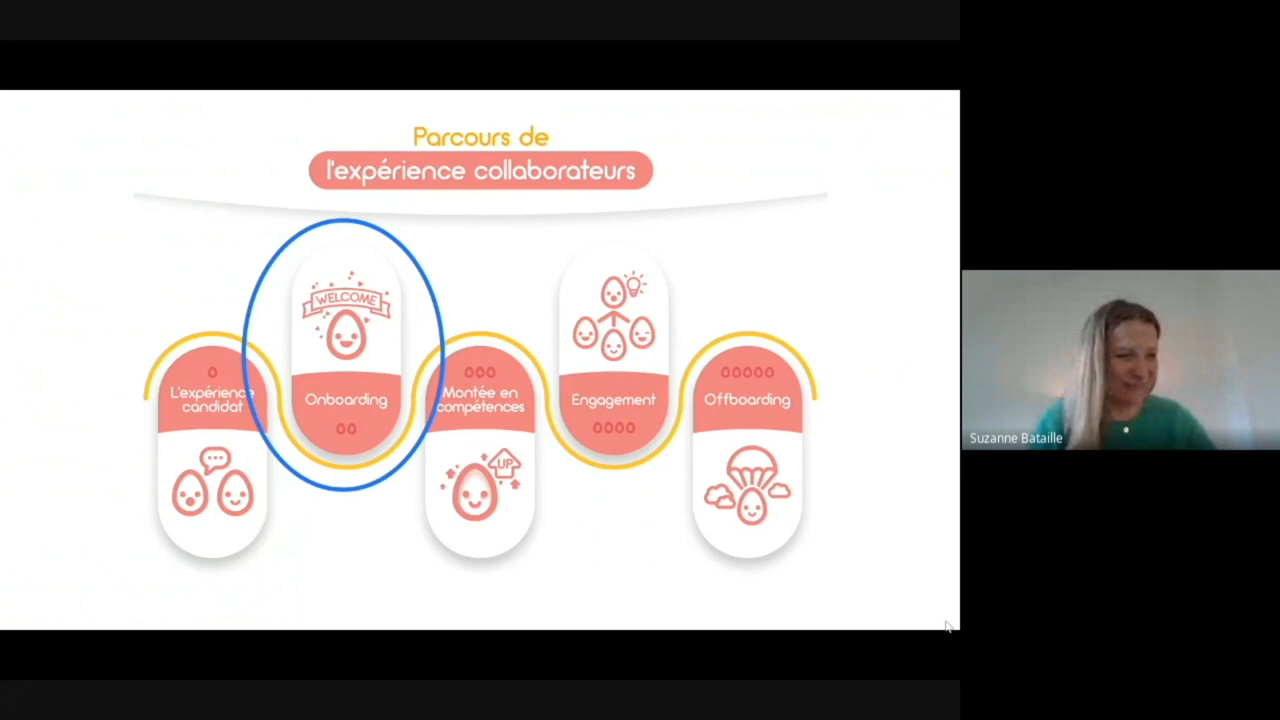 Parcours de
l'expérience collaborateurs
WELCOME
L'expérience
candidat
Onboarding
Montée en
compétences
UP
Engagement
Offboarding
Suzanne Bataille